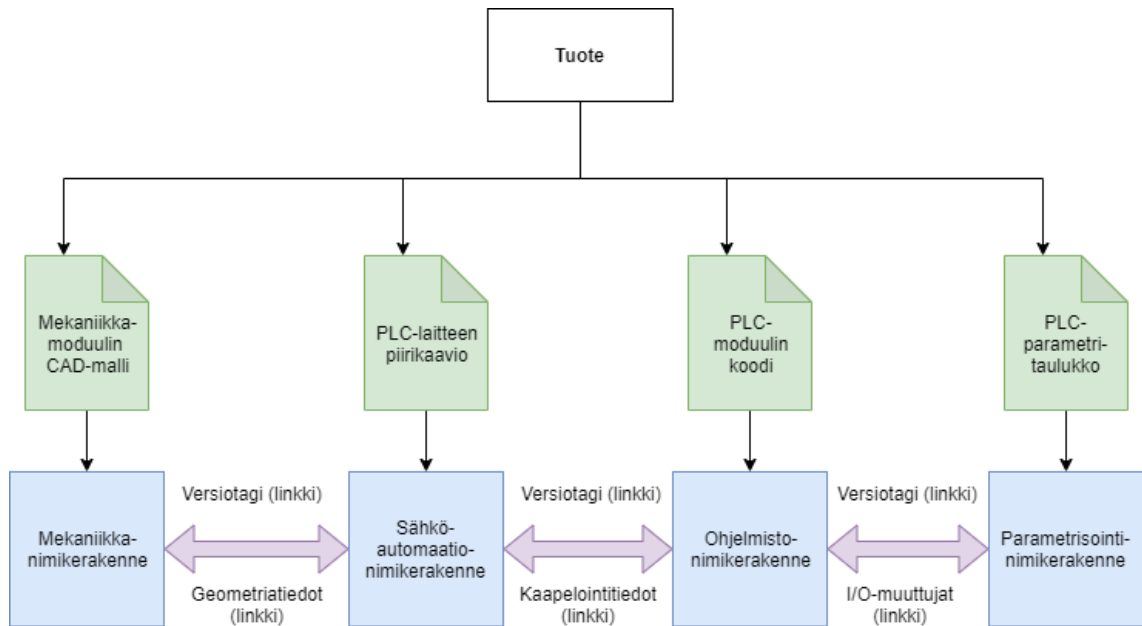 Tuote
Mekaniikka-
moduulin
CAD-malli
PLC-laitteen
piirikaavio
PLC-
moduulin
koodi
PLC-
parametri-
taulukko
Versiotagi (linkki)
Versiotagi (linkki)
Versiotagi (linkki)
Mekaniikka-
nimikerakenne
Sähkö-
automaatio-
nimikerakenne
Ohjelmisto-
nimikerakenne
Parametrisointi-
nimikerakenne
Geometriatiedot
(linkki)
Kaapelointitiedot
(linkki)
I/O-muuttujat
(linkki)